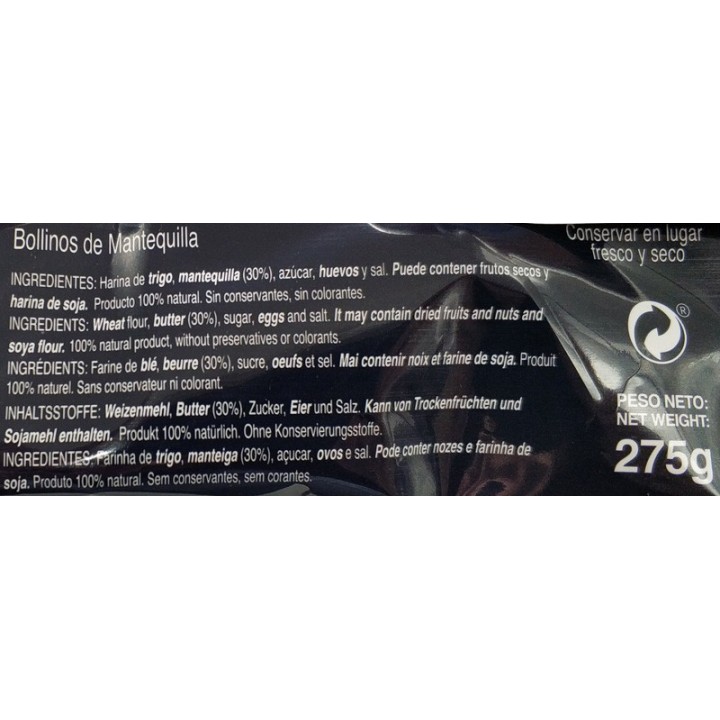 Bollinos de Mantequilla
INGREDIENTES: Harina de trigo, mantequilla (30%), azúcar, huevos y sal. Puede contener frutos secos y
harina de soja. Producto 100% natural. Sin conservantes, sin colorantes.
INGREDIENTS: Wheat flour, butter (30%), sugar, eggs and salt. It may contain dried fruits and nuts and
soya flour. 100% natural product, without preservatives or colorants.
INGRÉDIENTS: Farine de blé, beurre (30%), sucre, oeufs et sel. Mai contenir noix et farine de soja. Produit
100% naturel. Sans conservateur ni colorant.
INHALTSSTOFFE: Weizenmehl, Butter (30%), Zucker, Eier und Salz. Kann von Trockenfrüchten und
Sojamehl enthalten. Produkt 100% natürlich. Ohne Konservierungsstoffe.
INGREDIENTES: Farinha de trigo, manteiga (30%), açucar, ovos e sal. Pode conter nozes e farinha de
soja. Produto 100% natural. Sem conservantes, sem corantes.
Conservar en lugar
fresco y seco
®
PESO NETO:
NET WEIGHT:
275g